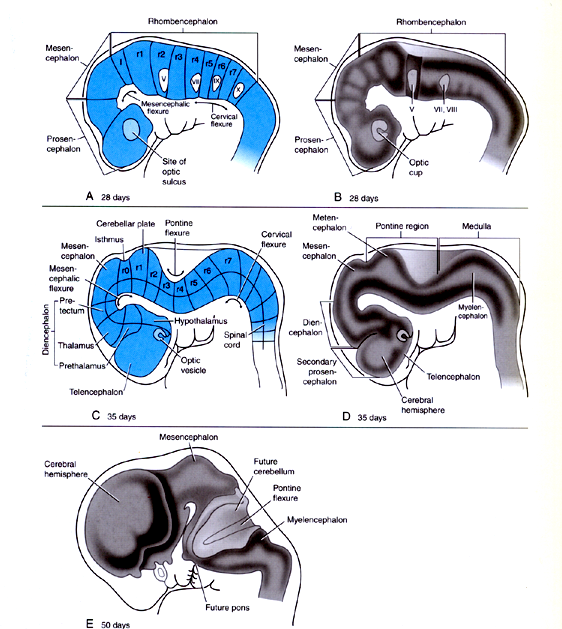 Rhombencephalon
Mesen-
cephalon
I
r1
r2
r3
r4
r5
r6
r7
V
VII
IX
X
Mesencephalic
flexure
Cervical
flexure
Prosen-
cephalon
Site of
optic
sulcus
A 28 days
Rhombencephalon
Mesen-
cephalon
V
VII, VIII
Prosen-
cephalon
Optic
cup
B 28 days
Cerebellar plate
Isthmus
Pontine
flexure
Cervical
flexure
Mesen-
cephalon
Mesen-
cephalic
flexure
r0
r1
r2
r3
r4
r5
r6
r7
Diencephalon
Pre-
tectum
Thalamus
Prethalamus
Hypothalamus
Spinal
cord
Optic
vesicle
Telencephalon
C 35 days
Meten-
cephalon
Pontine region
Medulla
Mesen-
cephalon
Myelen-
cephalon
Dien-
cephalon
Secondary
prosen-
cephalon
Telencephalon
Cerebral
hemisphere
D 35 days
Mesencephalon
Cerebral
hemisphere
Future
cerebellum
Pontine
flexure
Myelencephalon
Future pons
E 50 days